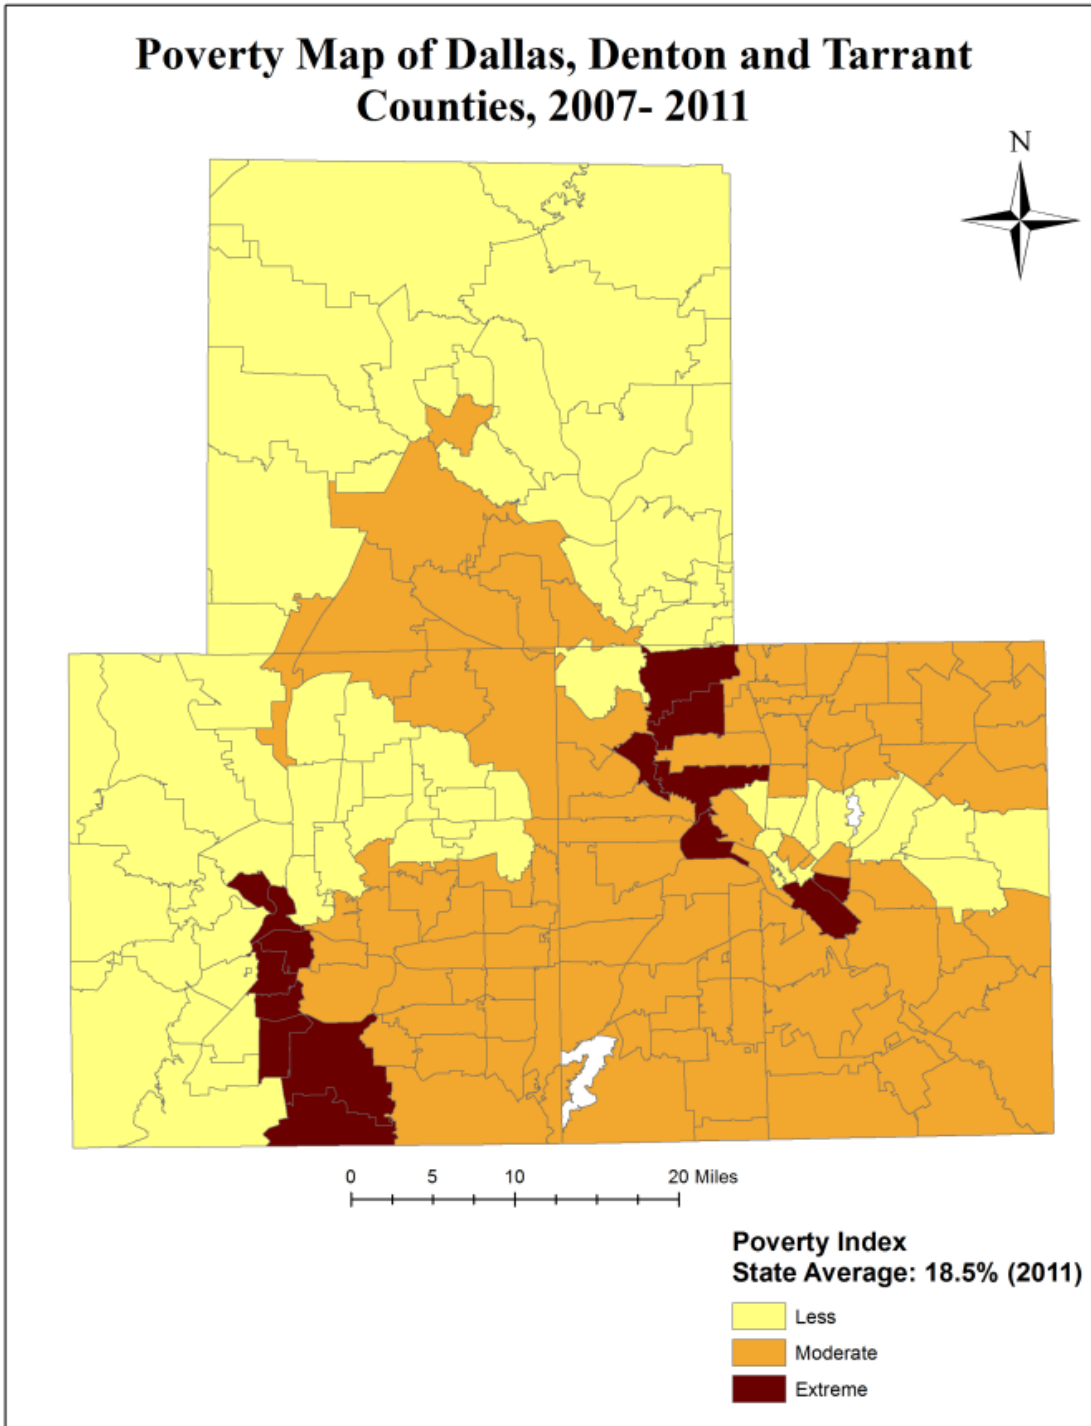 Poverty Map of Dallas, Denton and Tarrant
Counties, 2007- 2011
N
0 5 10 20 Miles
Poverty Index
State Average: 18.5% (2011)
Less
Moderate
Extreme